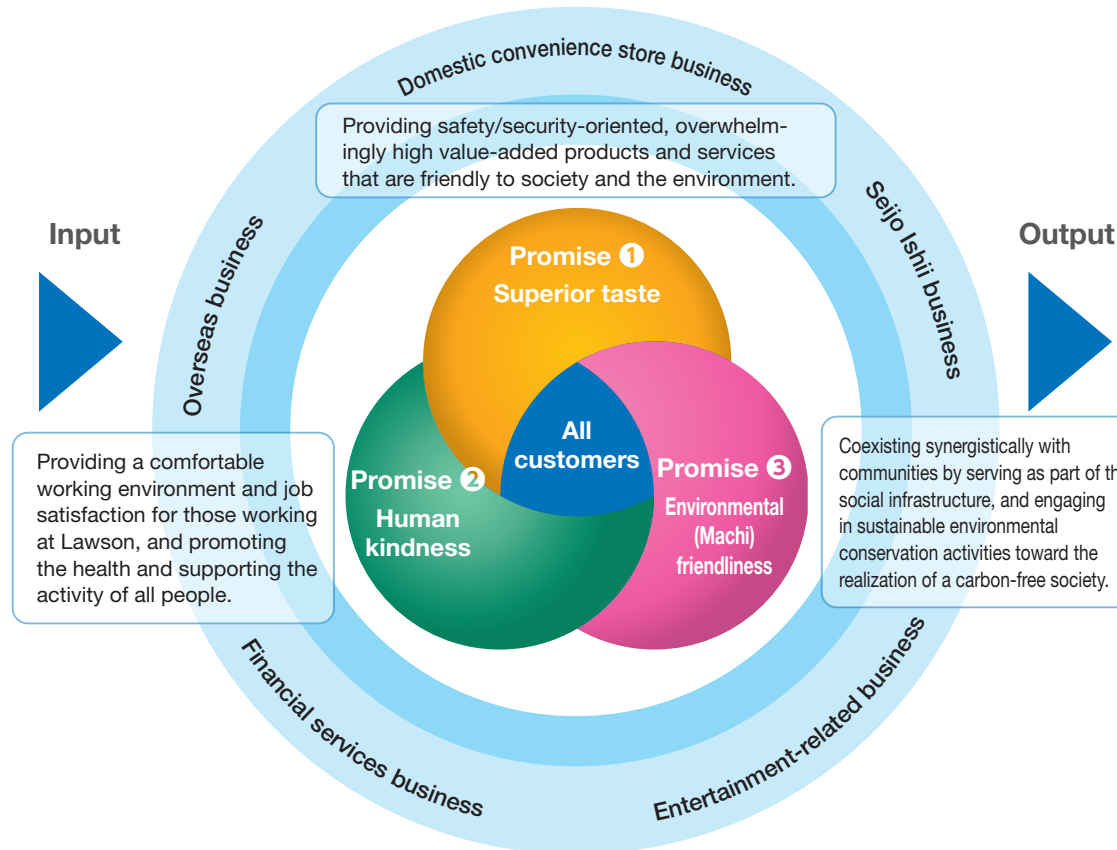 Domestic convenience store business
Providing safety/security-oriented, overwhelm-
ingly high value-added products and services
that are friendly to society and the environment.
Input
Overseas business
Seijo Ishii business
Output
Promise ❶
Superior taste
All
customers
Promise ❷
Human
kindness
Promise ❸
Environmental
(Machi)
friendliness
Providing a comfortable
working environment and job
satisfaction for those working
at Lawson, and promoting
the health and supporting the
activity of all people.
Coexisting synergistically with
communities by serving as part of th
social infrastructure, and engaging
in sustainable environmental
conservation activities toward the
realization of a carbon-free society.
Financial services business
Entertainment-related business